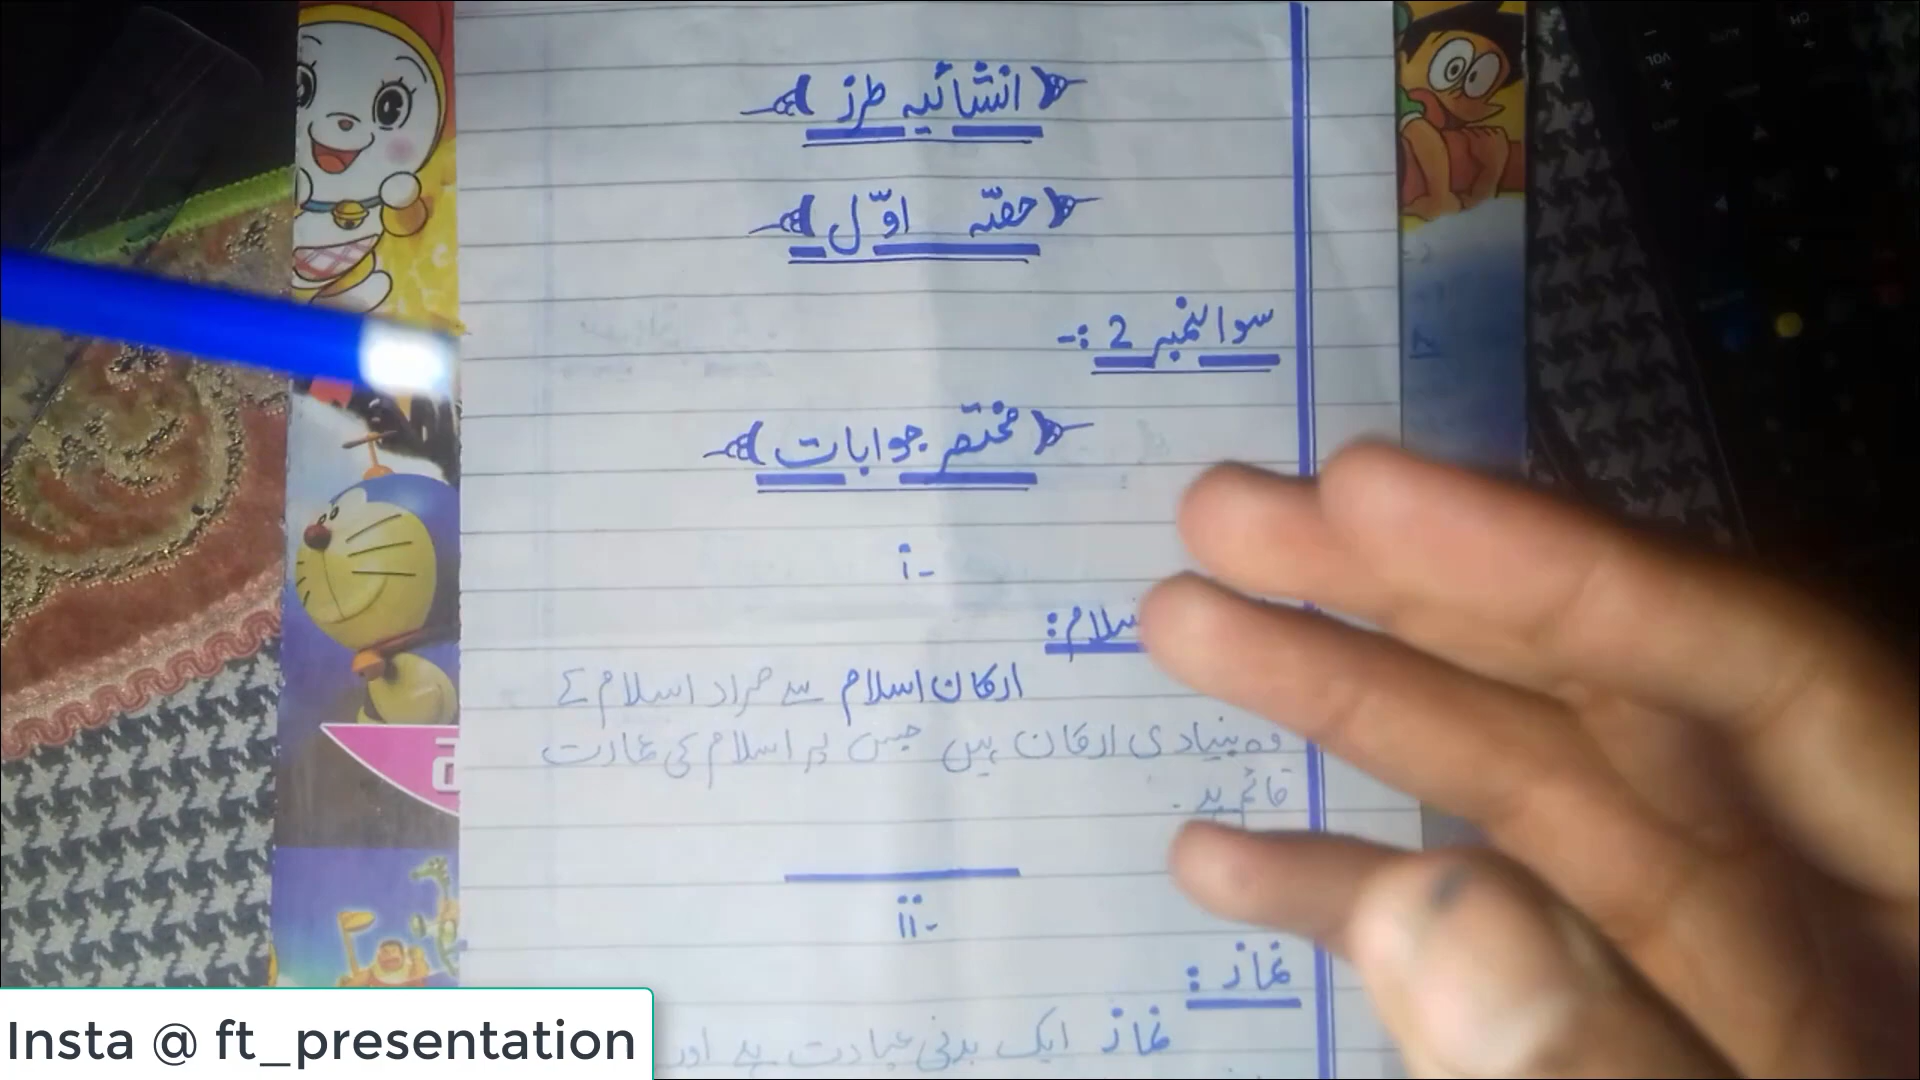 انشائیہ طرز
حصّہ اوّل
سوالنمبر 2 :-
مختصر جوابات
i-
سلام:
ارکان اسلام سے مراد اسلام کے
وہ بنیادی ارکان ہیں جس پر اسلام کی عمارت
قائم ہے۔
ii-
نماز :
نماز ایک بدنی عبادت ہے اور
Insta @ ft_presentation